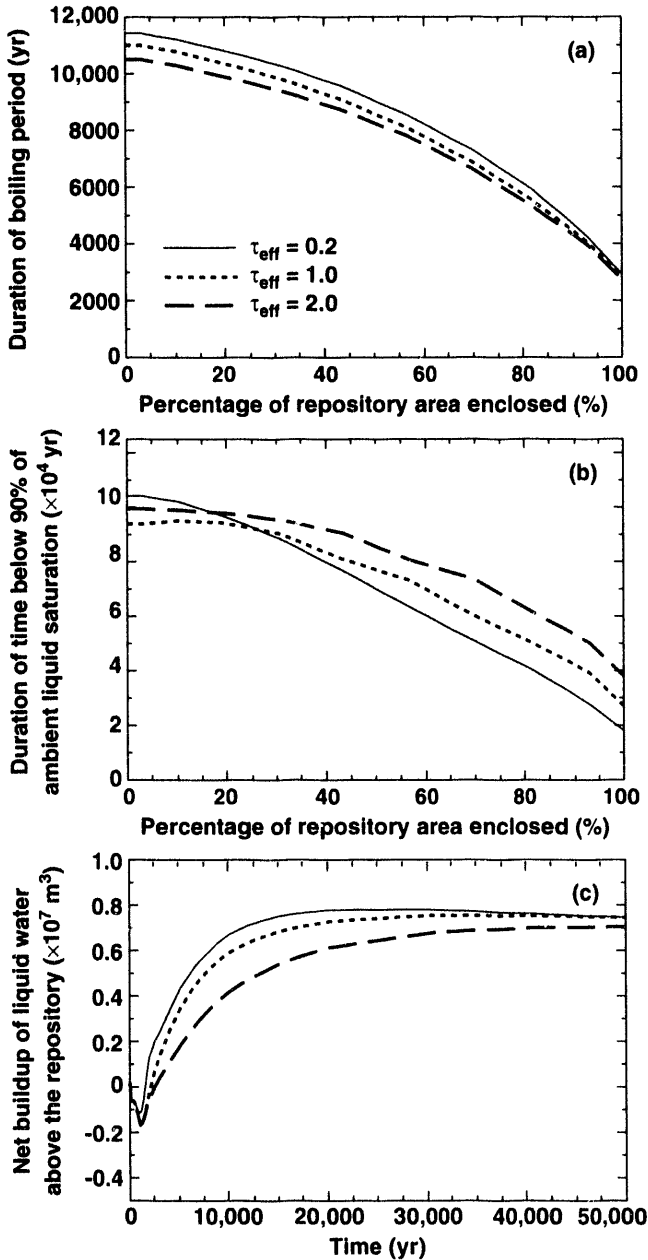 12,000
10,000
8000
6000
4000
2000
0
Duration of boiling period (yr)
(a)
τeff = 0.2
τeff = 1.0
τeff = 2.0
0 20 40 60 80 100
Percentage of repository area enclosed (%)
12
10
8
6
4
2
0
Duration of time below 90% of
ambient liquid saturation (×10⁴ yr)
(b)
0 20 40 60 80 100
Percentage of repository area enclosed (%)
1.0
0.8
0.6
0.4
0.2
0
-0.2
-0.4
Net buildup of liquid water
above the repository (×10⁷ m³)
(c)
0 10,000 20,000 30,000 40,000 50,000
Time (yr)